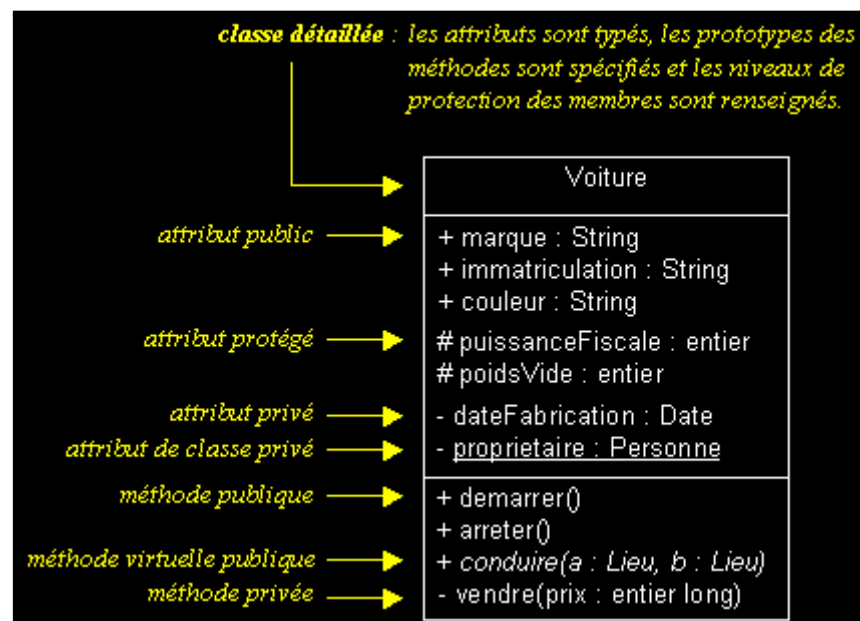 classe détaillée : les attributs sont typés, les prototypes des
méthodes sont spécifiés et les niveaux de
protection des membres sont renseignés.
Voiture
attribut public
+ marque : String
+ immatriculation : String
+ couleur : String
attribut protégé
# puissanceFiscale : entier
# poidsVide : entier
attribut privé
- dateFabrication : Date
attribut de classe privé
- proprietaire : Personne
méthode publique
+ demarrer()
+ arreter()
méthode virtuelle publique
+ conduire(a : Lieu, b : Lieu)
méthode privée
- vendre(prix : entier long)